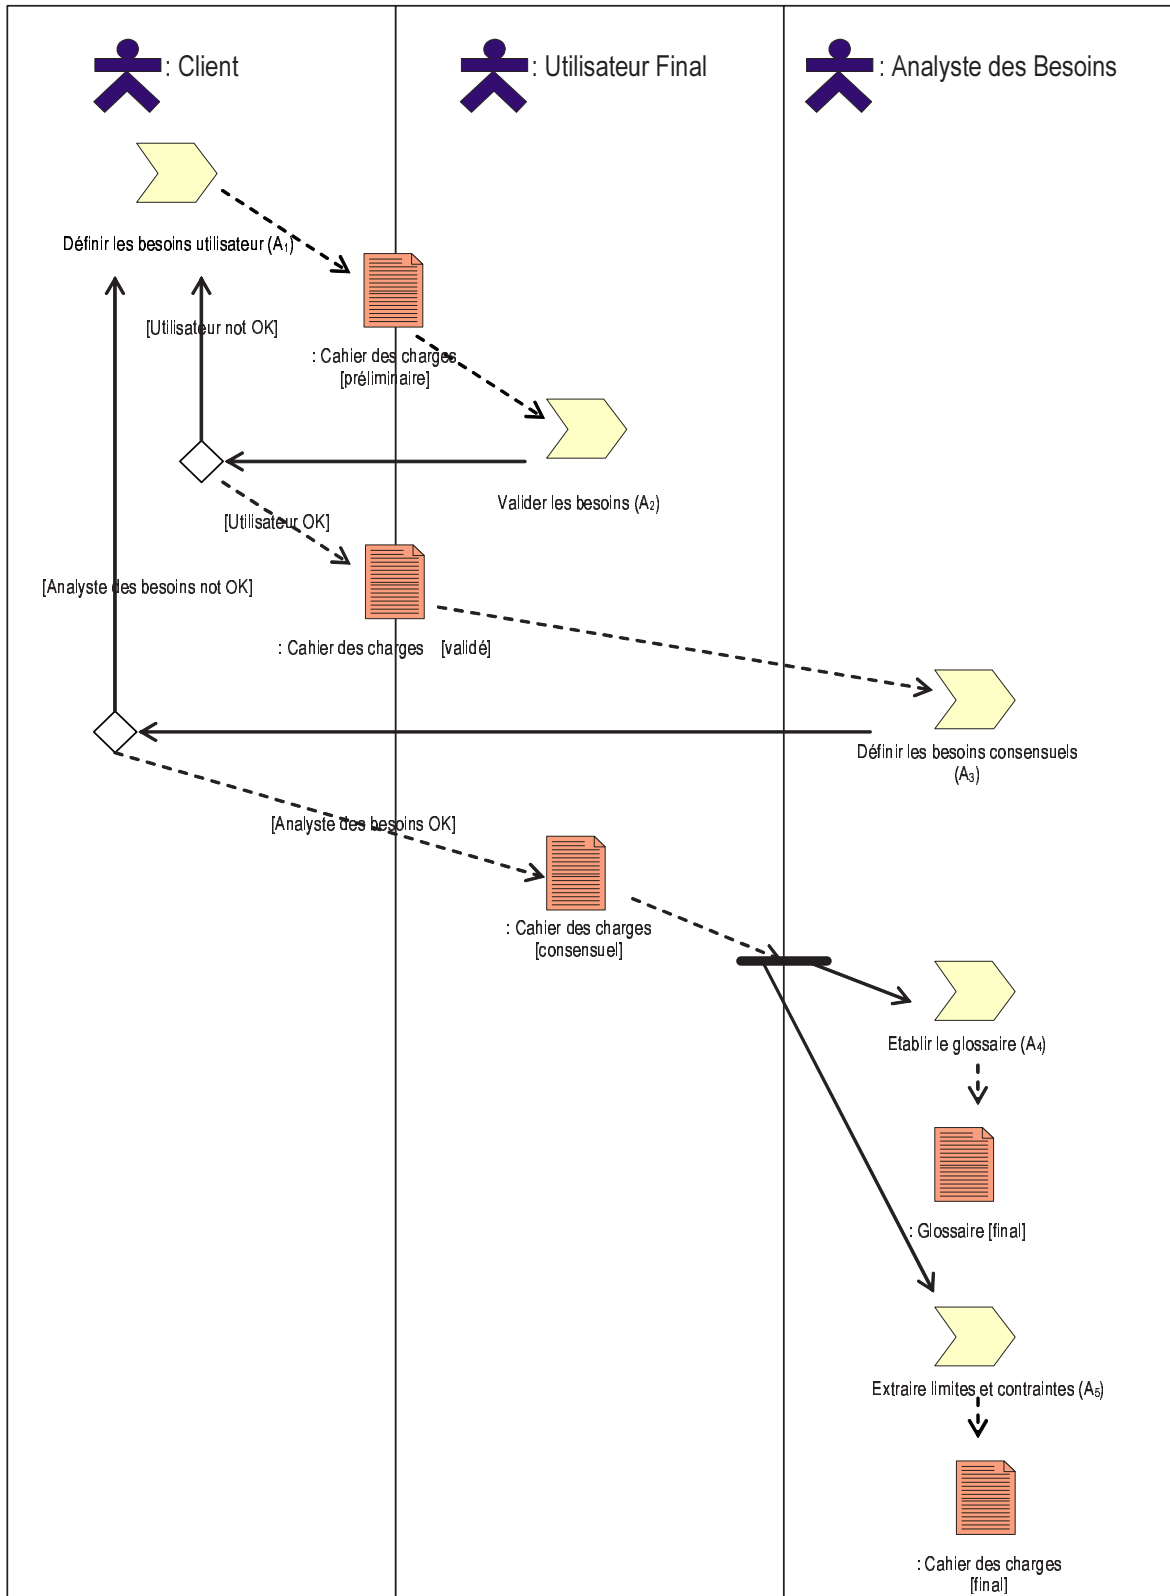 : Client
: Utilisateur Final
: Analyste des Besoins
Définir les besoins utilisateur (A₁)
[Utilisateur not OK]
: Cahier des charges
[préliminaire]
Valider les besoins (A₂)
[Utilisateur OK]
[Analyste des besoins not OK]
: Cahier des charges [validé]
Définir les besoins consensuels
(A₃)
[Analyste des besoins OK]
: Cahier des charges
[consensuel]
Etablir le glossaire (A₄)
: Glossaire [final]
Extraire limites et contraintes (A₅)
: Cahier des charges
[final]